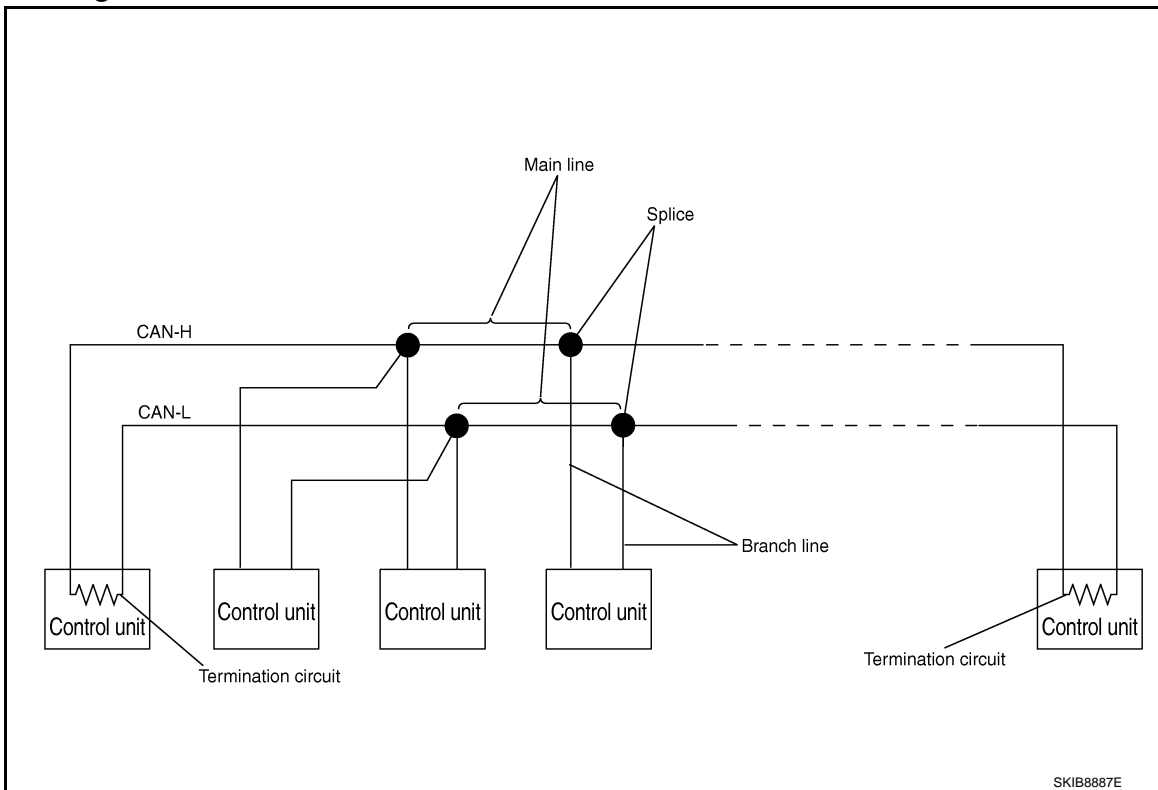 Main line
Splice
CAN-H
CAN-L
Branch line
Control unit
Control unit
Control unit
Control unit
Control unit
Termination circuit
Termination circuit
SKIB8887E